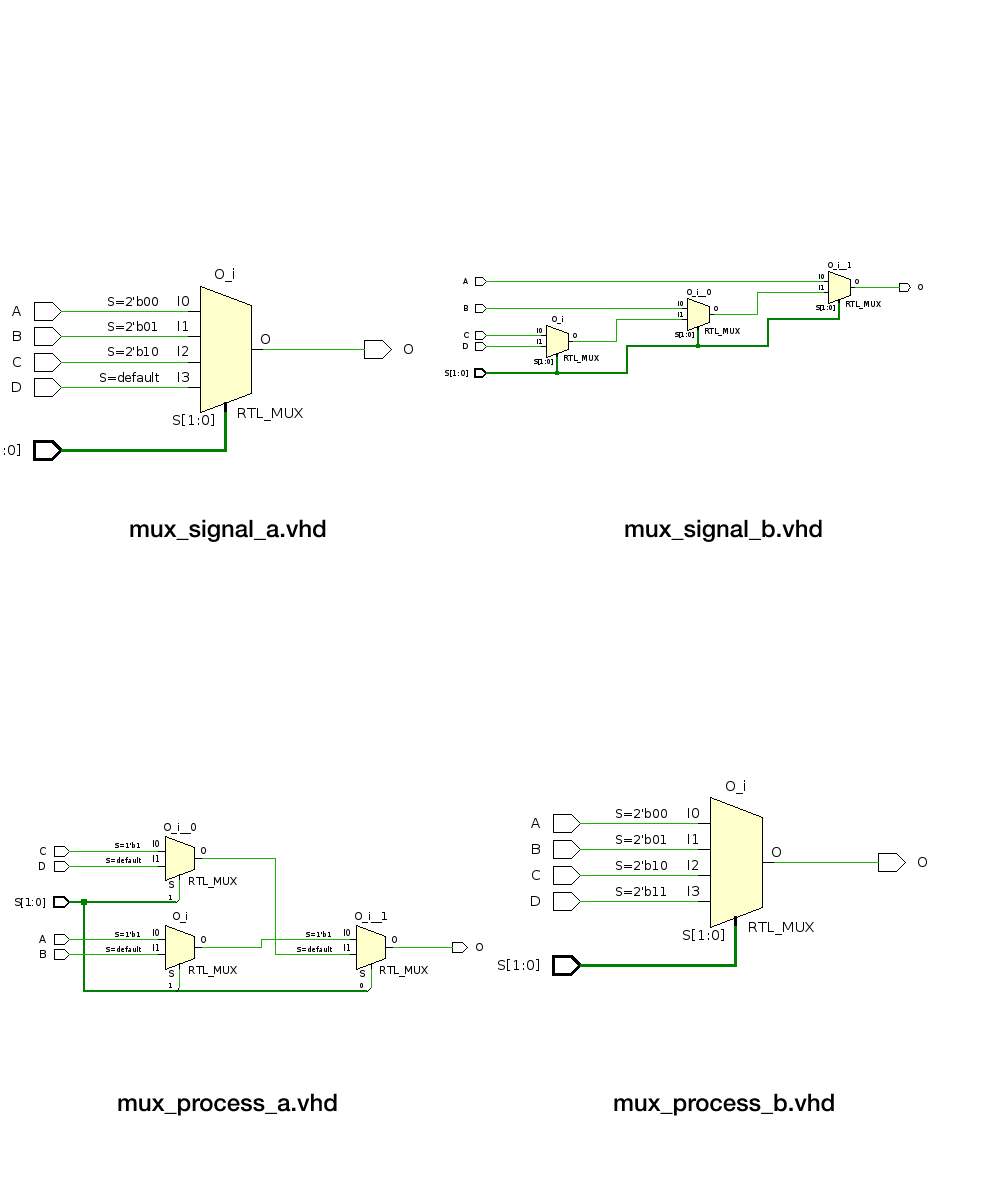 O_i
A S=2'b00 I0
B S=2'b01 I1
C S=2'b10 I2
D S=default I3
O O
S[1:0] RTL_MUX
:0]
mux_signal_a.vhd
O_i__1
A I0
I1 O O
S[1:0] RTL_MUX
O_i__0
B I0
I1 O
S[1:0] RTL_MUX
O_i
C I0
D I1 O
S[1:0] RTL_MUX
S[1:0]
mux_signal_b.vhd
O_i__0
C S=1'b1 I0 O
D S=default I1
S RTL_MUX
S[1:0] 1
O_i
A S=1'b1 I0 O
B S=default I1
S RTL_MUX
1
O_i__1
S=1'b1 I0 O
S=default I1 O
S RTL_MUX
0
mux_process_a.vhd
O_i
A S=2'b00 I0
B S=2'b01 I1
C S=2'b10 I2
D S=2'b11 I3
O O
S[1:0] RTL_MUX
S[1:0]
mux_process_b.vhd